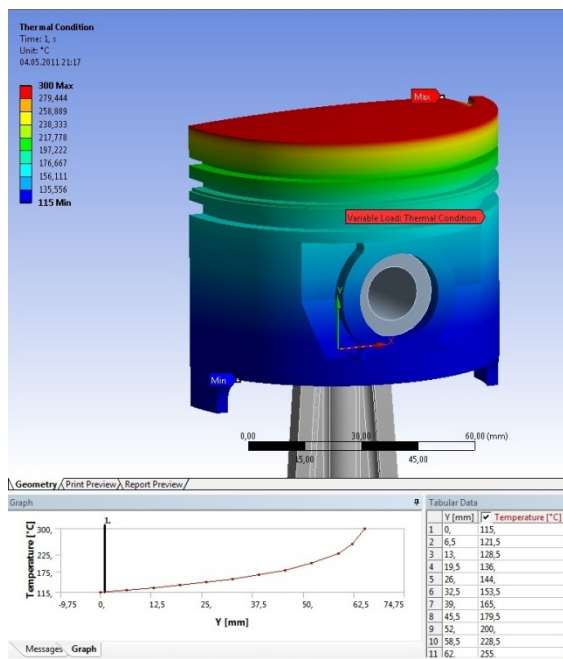 Thermal Condition
Time: 1, s
Unit: °C
04.05.2011 21:17
300 Max
279,444
258,889
238,333
217,778
197,222
176,667
156,111
135,556
115 Min
Max
Variable Load: Thermal Condition
Y
X
Min
0,00 30,00 60,00 (mm)
15,00 45,00
Geometry Print Preview Report Preview
Graph
Temperature [°C]
300,
225,
175,
115,
1,
-9,75 0, 12,5 25, 37,5 50, 62,5 74,75
Y [mm]
Messages Graph
Tabular Data
Y [mm] Temperature [°C]
1 0, 115,
2 6,5 121,5
3 13, 128,5
4 19,5 136,
5 26, 144,
6 32,5 153,5
7 39, 165,
8 45,5 179,5
9 52, 200,
10 58,5 228,5
11 62, 255,